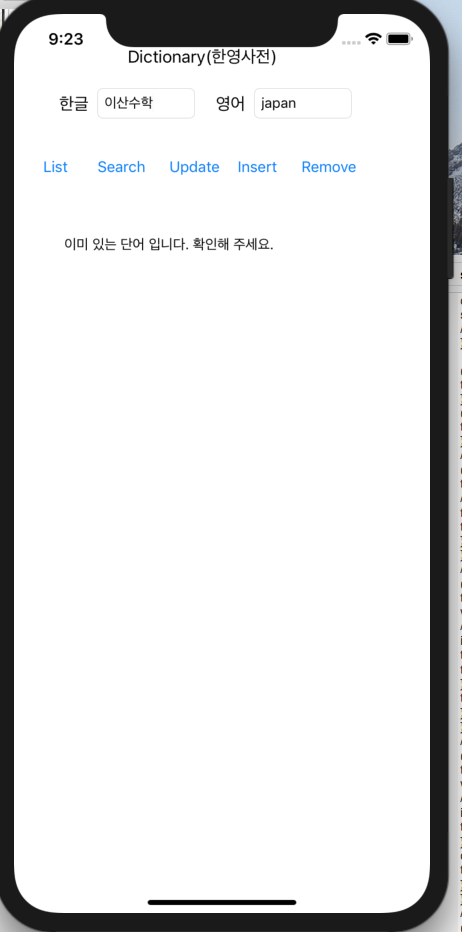 9:23
Dictionary(한영사전)
한글 이산수학 영어 japan
List Search Update Insert Remove
이미 있는 단어 입니다. 확인해 주세요.